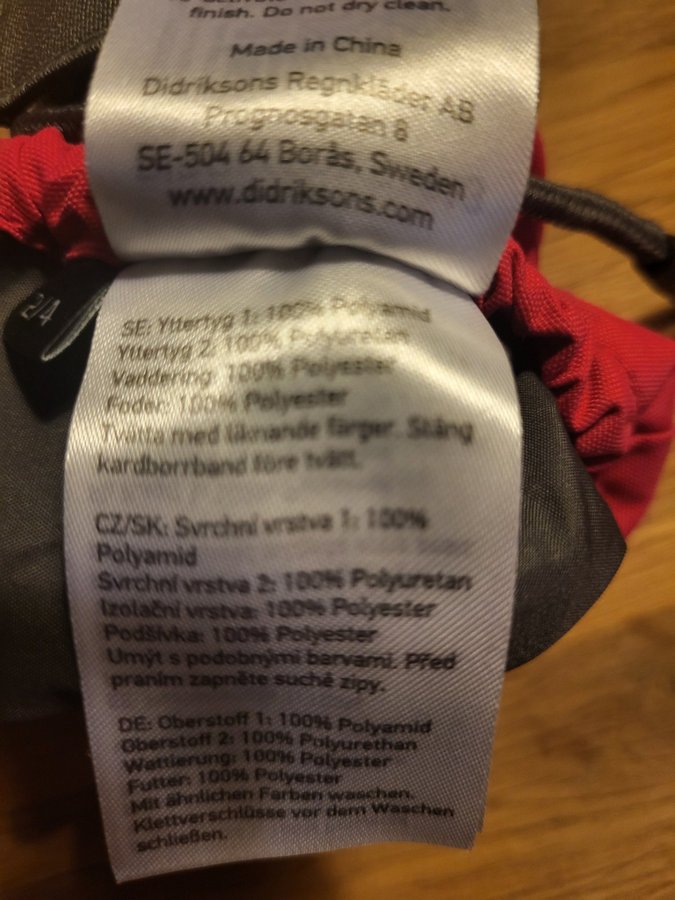 finish. Do not dry clean.
Made in China
Didriksons Regnkläder AB
Prognosgatan 8
SE-504 64 Borås, Sweden
www.didriksons.com
2/4
SE: Yttertyg 1: 100% Polyamid
Yttertyg 2: 100% Polyuretan
Vaddering: 100% Polyester
Foder: 100% Polyester
Tvätta med liknande färger. Stäng
kardborrband före tvätt.
CZ/SK: Svrchní vrstva 1: 100%
Polyamid
Svrchní vrstva 2: 100% Polyuretan
Izolační vrstva: 100% Polyester
Podšívka: 100% Polyester
Umýt s podobnými barvami. Před
praním zapněte suché zipy.
DE: Oberstoff 1: 100% Polyamid
Oberstoff 2: 100% Polyurethan
Wattierung: 100% Polyester
Futter: 100% Polyester
Mit ähnlichen Farben waschen.
Klettverschlüsse vor dem Waschen
schließen.